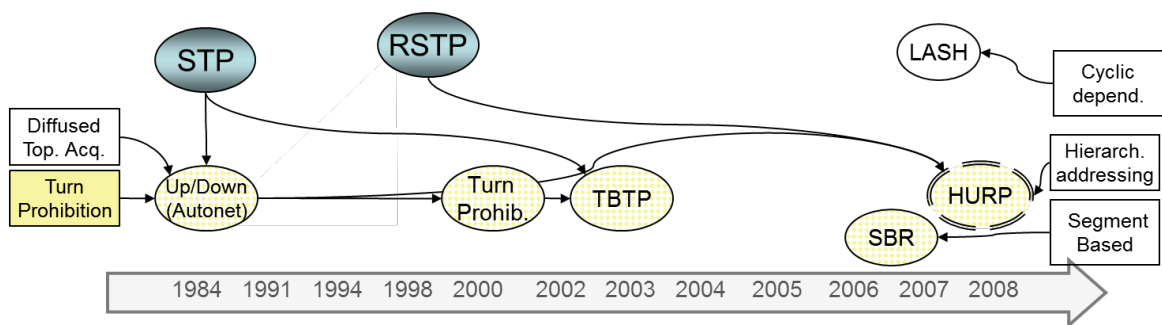 STP
RSTP
LASH
Cyclic
depend.
Diffused
Top. Acq.
Turn
Prohibition
Up/Down
(Autonet)
Turn
Prohib.
TBTP
HURP
Hierarch.
addressing
SBR
Segment
Based
1984 1991 1994 1998 2000 2002 2003 2004 2005 2006 2007 2008